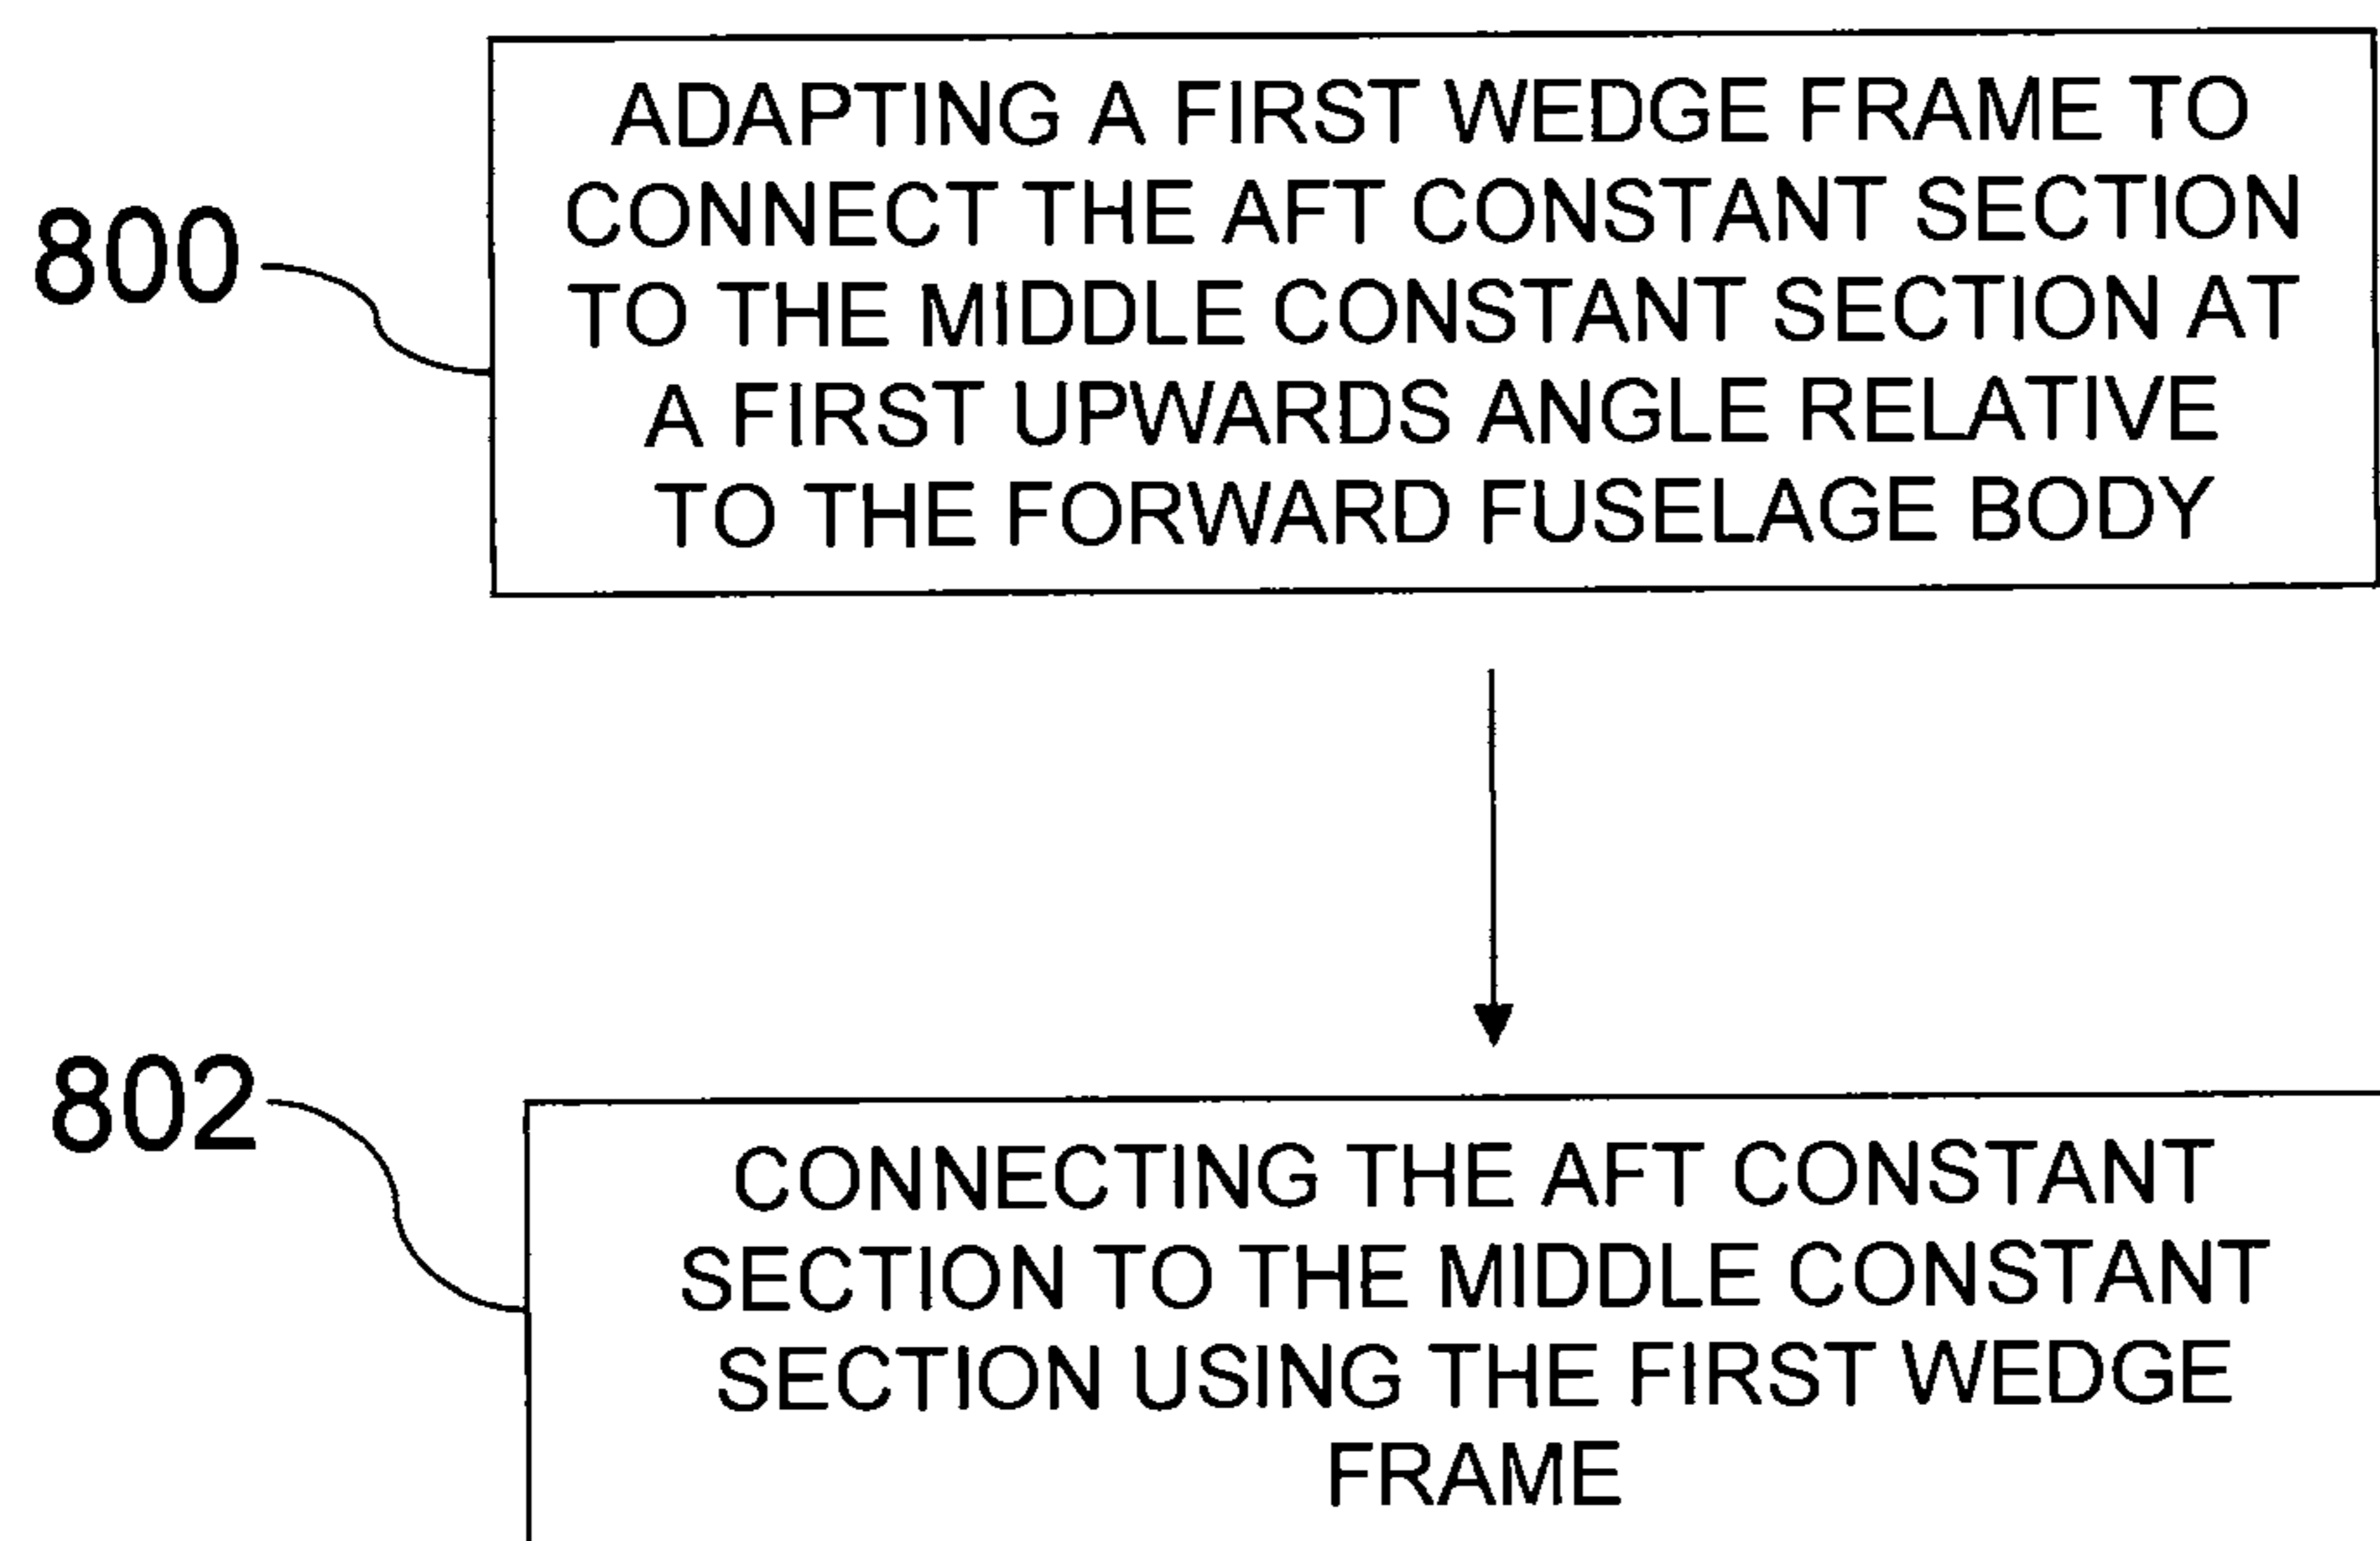 800
ADAPTING A FIRST WEDGE FRAME TO
CONNECT THE AFT CONSTANT SECTION
TO THE MIDDLE CONSTANT SECTION AT
A FIRST UPWARDS ANGLE RELATIVE
TO THE FORWARD FUSELAGE BODY
802
CONNECTING THE AFT CONSTANT
SECTION TO THE MIDDLE CONSTANT
SECTION USING THE FIRST WEDGE
FRAME